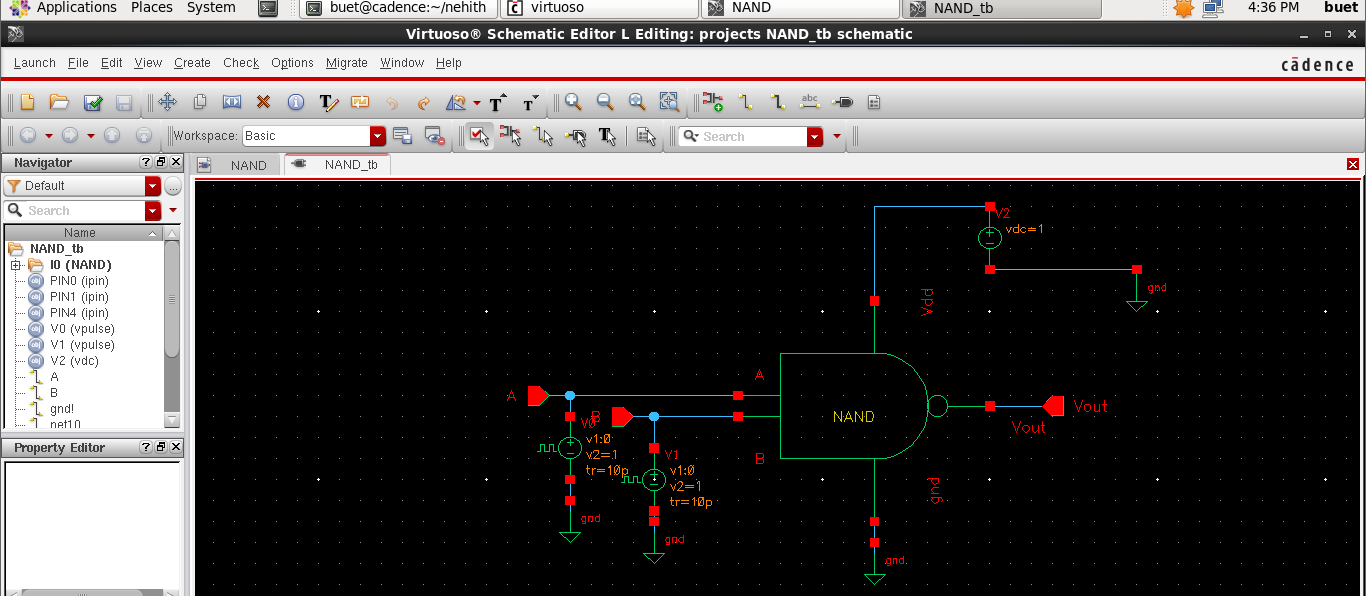 Applications Places System buet@cadence:~/nehith virtuoso NAND NAND_tb 4:36 PM buet
Virtuoso® Schematic Editor L Editing: projects NAND_tb schematic
Launch File Edit View Create Check Options Migrate Window Help cādence
abc
Workspace: Basic Search
Navigator
NAND NAND_tb
Default
Search
Name
NAND_tb
I0 (NAND)
PIN0 (ipin)
PIN1 (ipin)
PIN4 (ipin)
V0 (vpulse)
V1 (vpulse)
V2 (vdc)
A
B
gnd!
net10
Property Editor
V2
vdc=1
gnd
Vdd
A
A
B
NAND
Vout
Vout
V0
v1:0
v2=1
tr=10p
V1
v1:0
v2=1
tr=10p
B
gnd
gnd
gnd
gnd